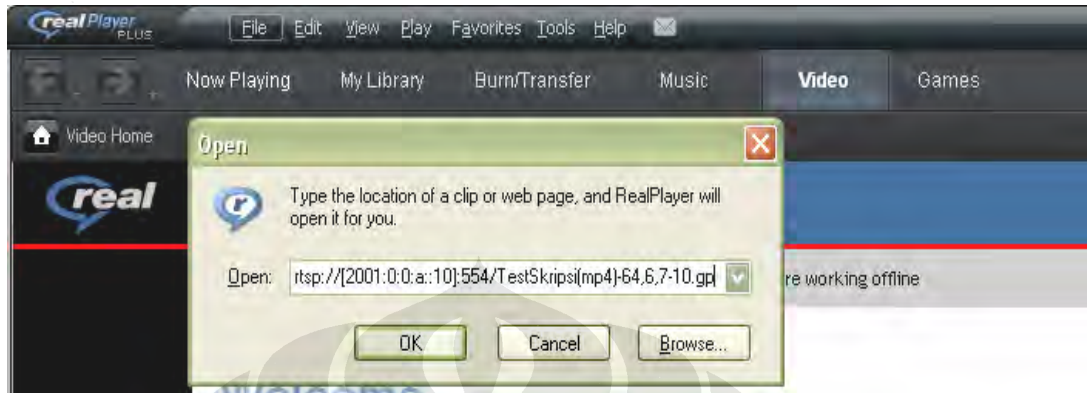 realPlayer
PLUS
File Edit View Play Favorites Tools Help
Now Playing My Library Burn/Transfer Music Video Games
Video Home
Open
real
Type the location of a clip or web page, and RealPlayer will
open it for you.
Open: rtsp://[2001:0:0:a::10]:554/TestSkripsi(mp4)-64,6,7-10.gp
re working offline
OK Cancel Browse...
Welcome